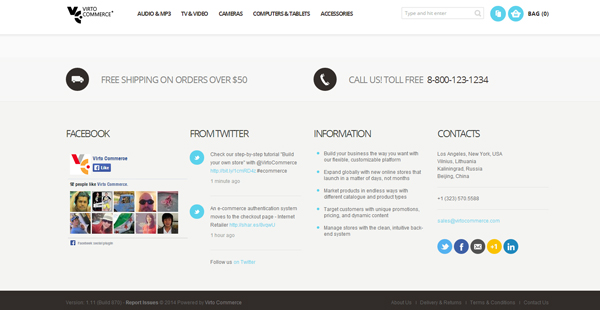 VIRTO COMMERCE
AUDIO & MP3 TV & VIDEO CAMERAS COMPUTERS & TABLETS ACCESSORIES
Type and hit enter
BAG (0)
FREE SHIPPING ON ORDERS OVER $50
CALL US! TOLL FREE 8-800-123-1234
FACEBOOK
Virto Commerce
Like
people like Virto Commerce.
Facebook social plugin
FROM TWITTER
Check our step-by-step tutorial "Build
your own store" with @VirtoCommerce
#ecommerce
1 minute ago
An e-commerce authentication system
moves to the checkout page - Internet
Retailer
1 hour ago
Follow us on Twitter
INFORMATION
Build your business the way you want with
our flexible, customizable platform
Expand globally with new online stores that
launch in a matter of days, not months
Market products in endless ways with
different catalogue and product types
Target customers with unique promotions,
pricing, and dynamic content
Manage stores with the clean, intuitive back-
end system
CONTACTS
Los Angeles, New York, USA
Vilnius, Lithuania
Kaliningrad, Russia
Beijing, China
+1 (323) 570.5588
sales@virtocommerce.com
+1
in
Version: 1.11 (Build 870) - Report Issues © 2014 Powered by Virto Commerce
About Us | Delivery & Returns | Terms & Conditions | Contact Us